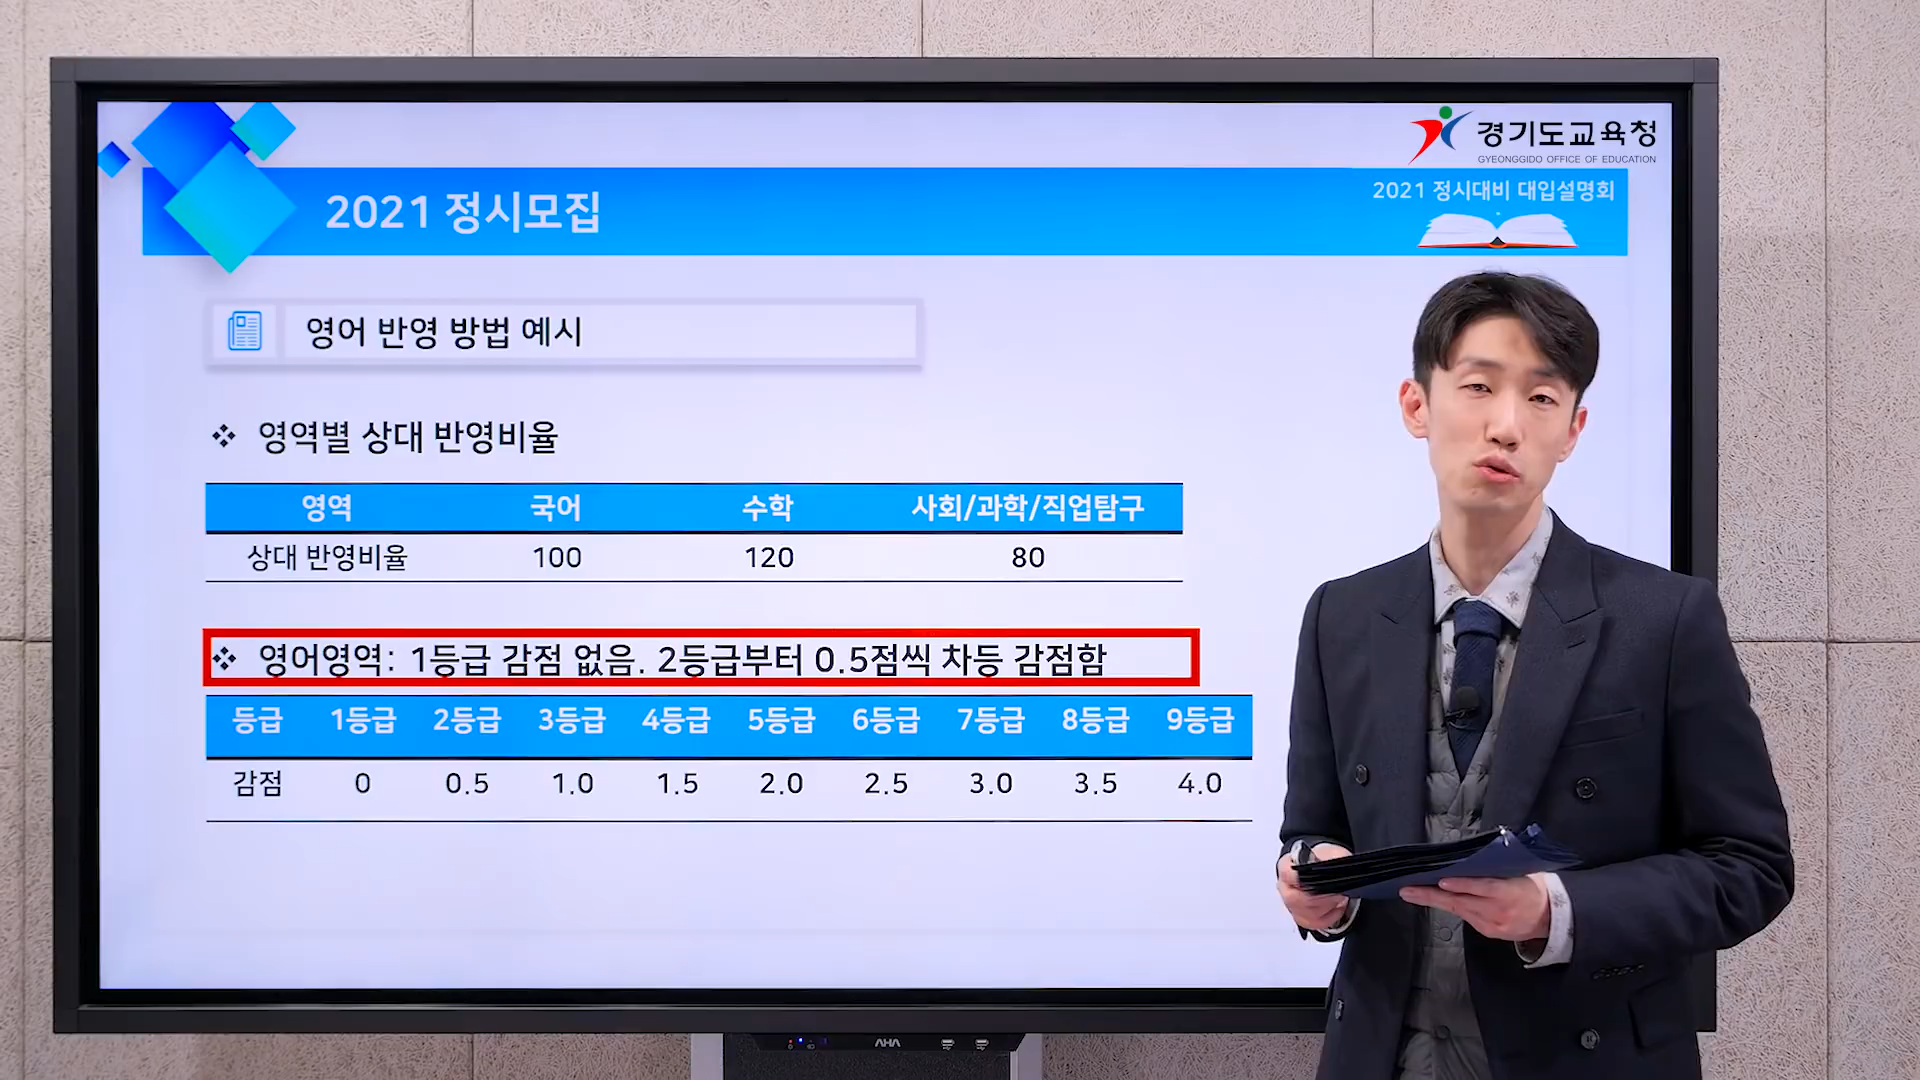 경기도교육청
GYEONGGIDO OFFICE OF EDUCATION
2021 정시모집
2021 정시대비 대입설명회
영어 반영 방법 예시
영역별 상대 반영비율
영역 국어 수학 사회/과학/직업탐구
상대 반영비율 100 120 80
영어영역: 1등급 감점 없음. 2등급부터 0.5점씩 차등 감점함
등급 1등급 2등급 3등급 4등급 5등급 6등급 7등급 8등급 9등급
감점 0 0.5 1.0 1.5 2.0 2.5 3.0 3.5 4.0
AHA